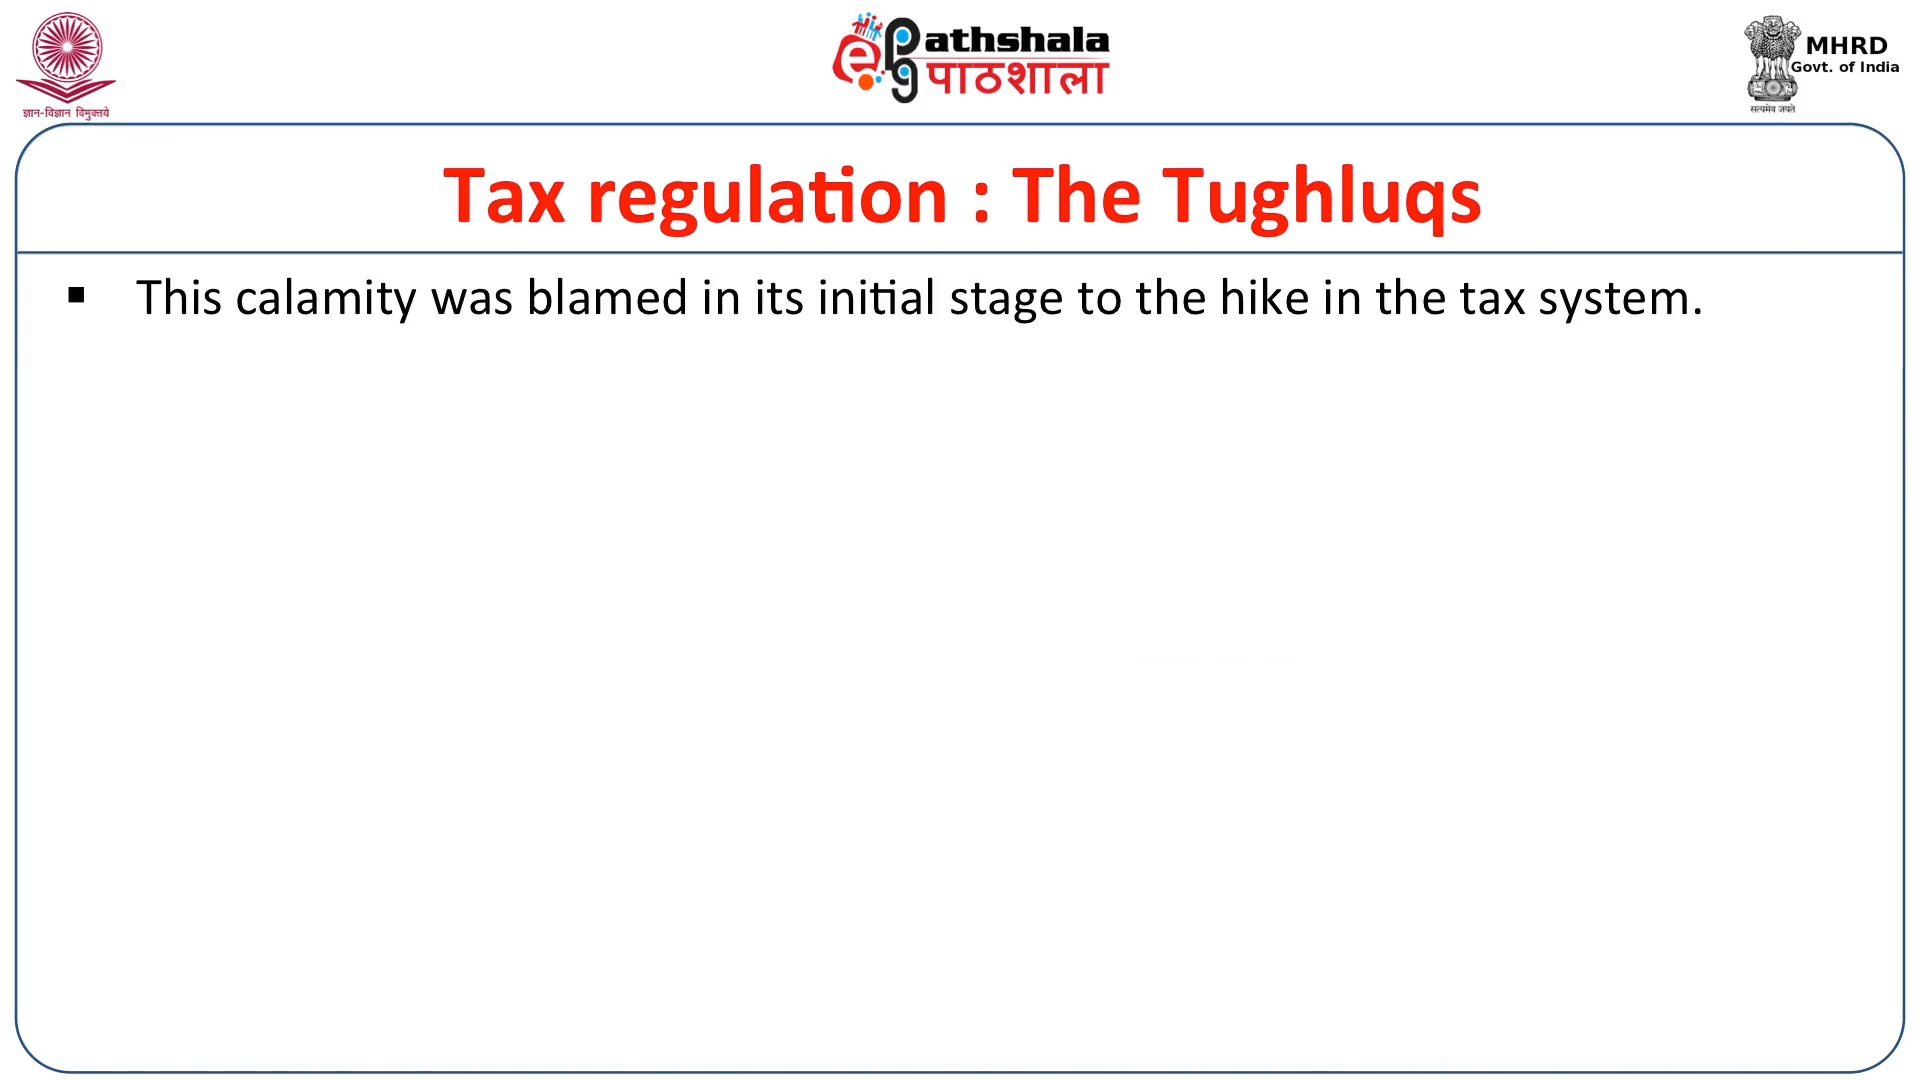 ज्ञान-विज्ञान विमुक्तये
e
Pathshala
पाठशाला
pg
MHRD
Govt. of India
सत्यमेव जयते
Tax regulation : The Tughluqs
▪ This calamity was blamed in its initial stage to the hike in the tax system.